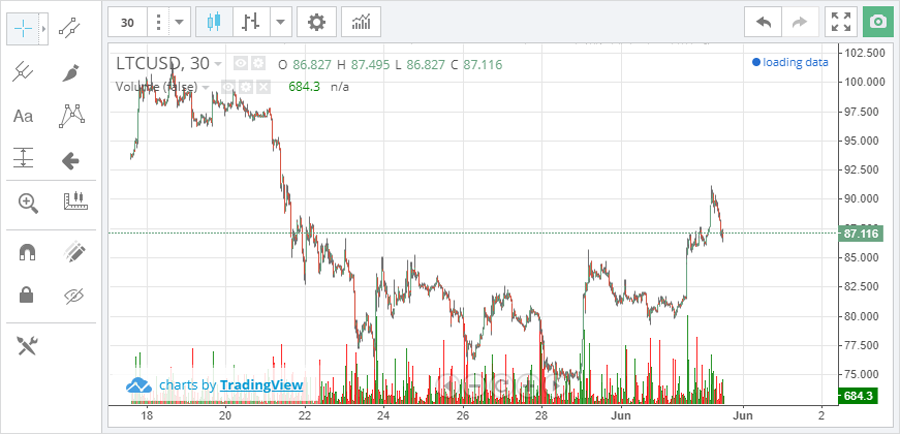 30
LTCUSD, 30
O 86.827 H 87.495 L 86.827 C 87.116
loading data
Volume (false)
684.3 n/a
Aa
102.500
100.000
97.500
95.000
92.500
90.000
87.116
85.000
82.500
80.000
77.500
75.000
684.3
charts by TradingView
18 20 22 24 26 28 Jun Jun 2